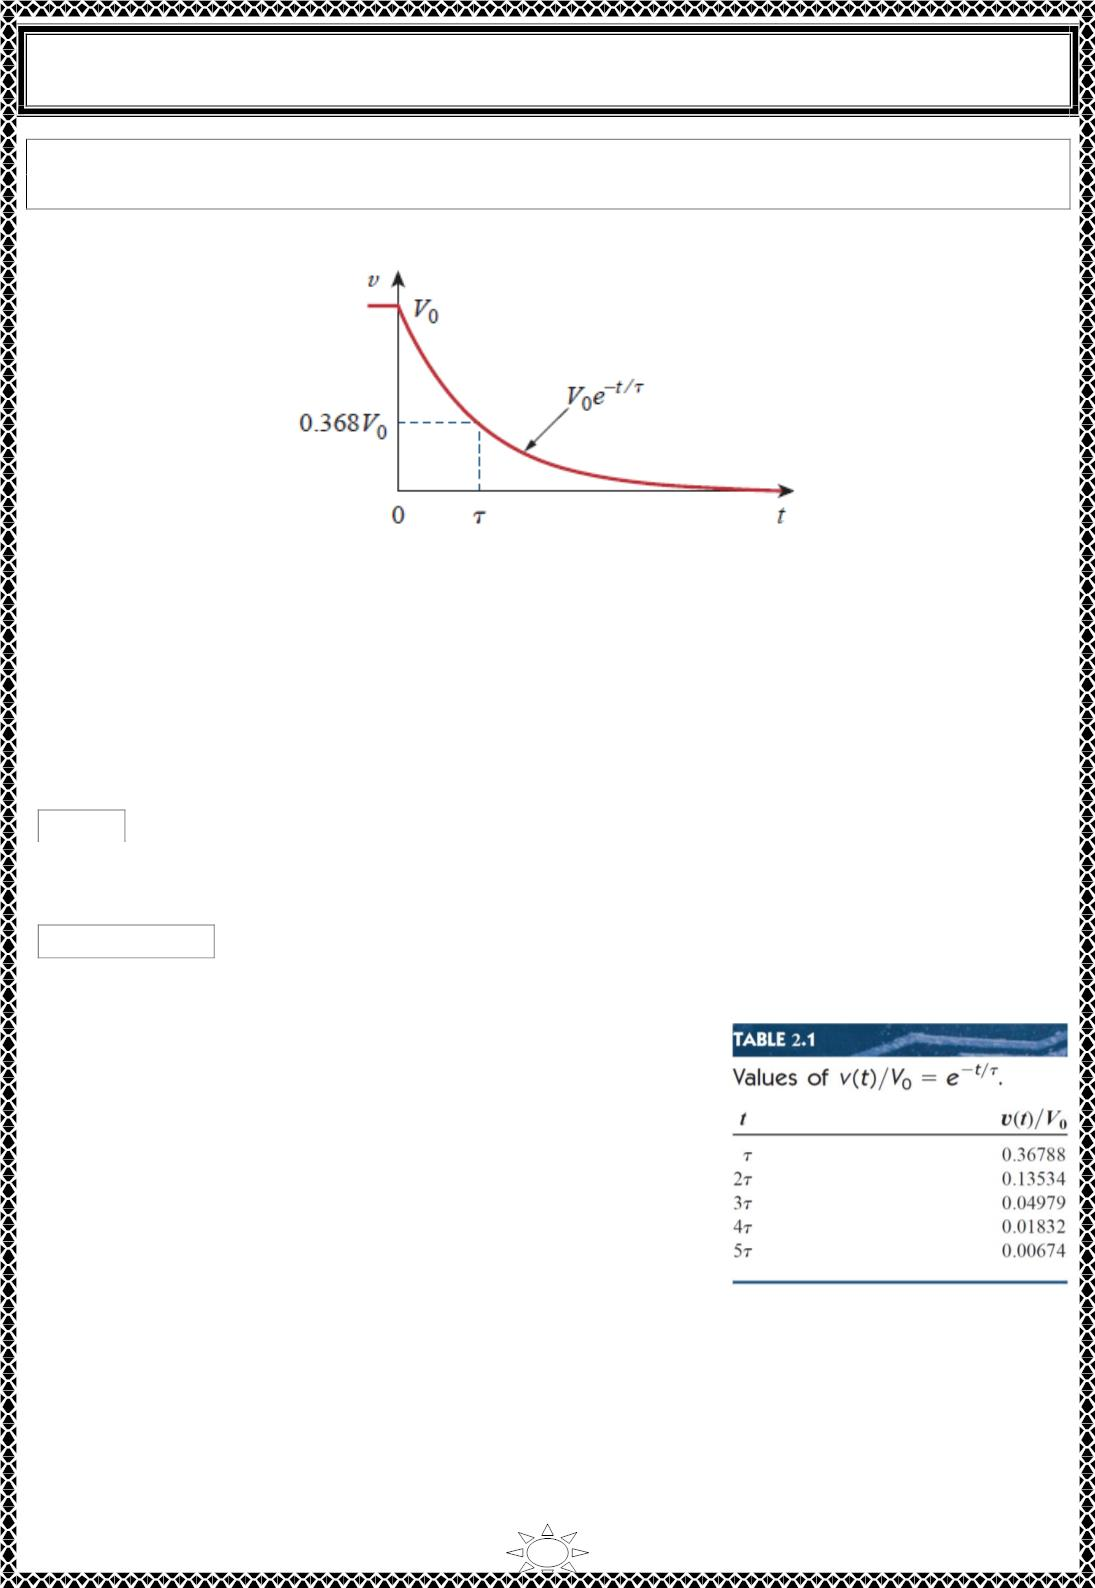 v
V₀
V₀e^{−t/τ}
0.368V₀
0 τ t
TABLE 2.1
Values of v(t)/V₀ = e^{−t/τ}.
t v(t)/V₀
τ 0.36788
2τ 0.13534
3τ 0.04979
4τ 0.01832
5τ 0.00674